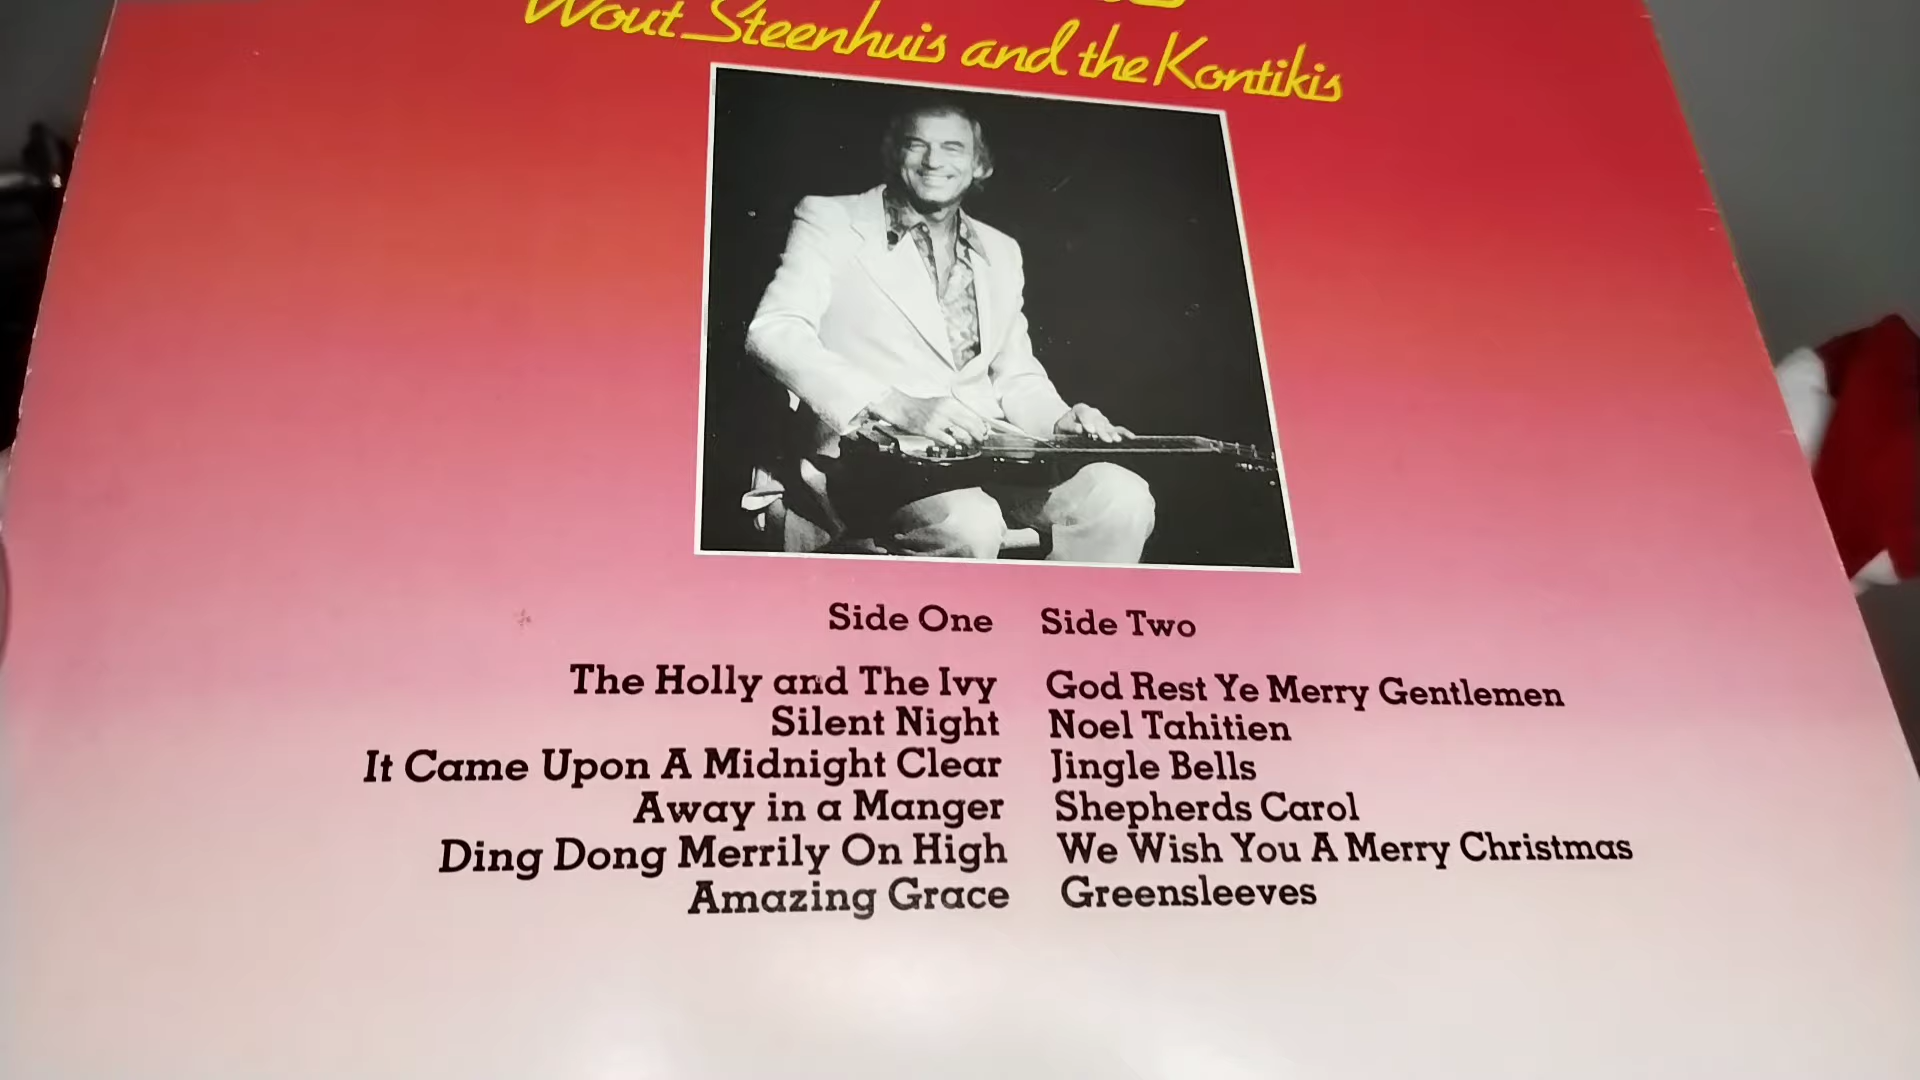 Wout Steenhuis and the Kontikis
Side One
The Holly and The Ivy
Silent Night
It Came Upon A Midnight Clear
Away in a Manger
Ding Dong Merrily On High
Amazing Grace
Side Two
God Rest Ye Merry Gentlemen
Noel Tahitien
Jingle Bells
Shepherds Carol
We Wish You A Merry Christmas
Greensleeves